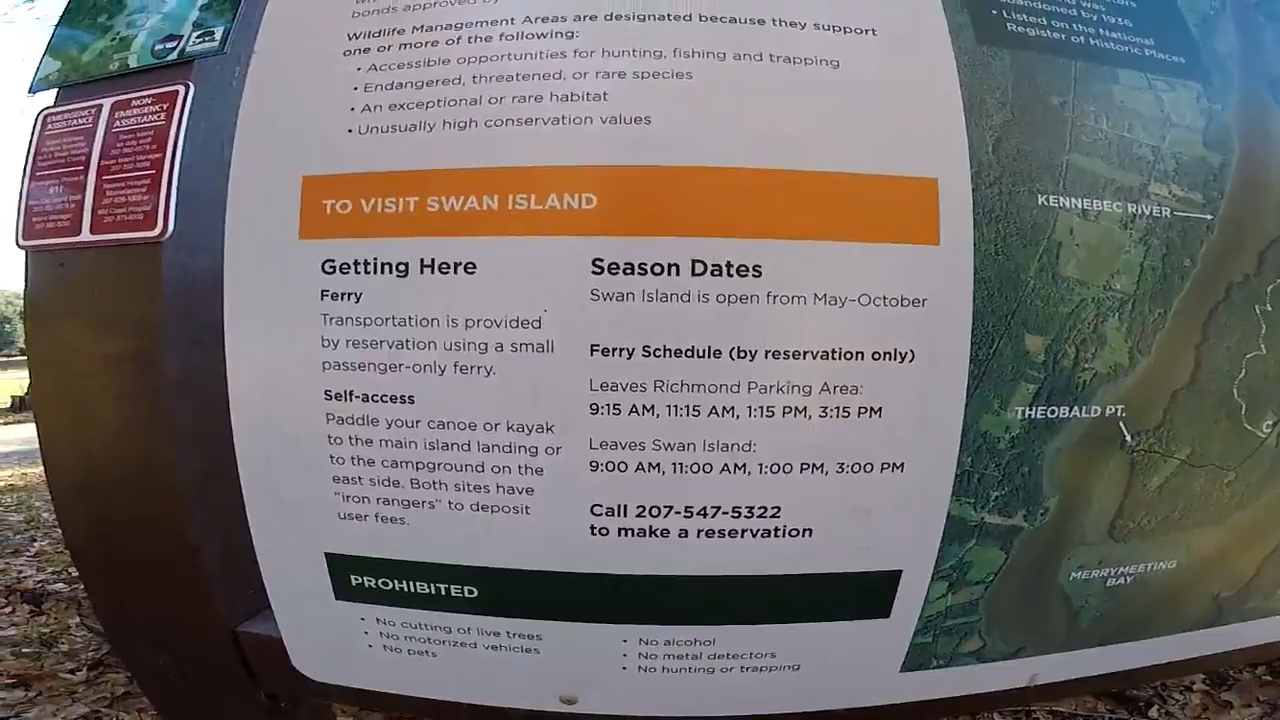 bonds approved by
Wildlife Management Areas are designated because they support
one or more of the following:
• Accessible opportunities for hunting, fishing and trapping
• Endangered, threatened, or rare species
• An exceptional or rare habitat
• Unusually high conservation values
abandoned by 1936
• Listed on the National
Register of Historic Places
EMERGENCY
ASSISTANCE
911
NON-
EMERGENCY
ASSISTANCE
TO VISIT SWAN ISLAND
Getting Here
Ferry
Transportation is provided
by reservation using a small
passenger-only ferry.
Self-access
Paddle your canoe or kayak
to the main island landing or
to the campground on the
east side. Both sites have
"iron rangers" to deposit
user fees.
Season Dates
Swan Island is open from May–October
Ferry Schedule (by reservation only)
Leaves Richmond Parking Area:
9:15 AM, 11:15 AM, 1:15 PM, 3:15 PM
Leaves Swan Island:
9:00 AM, 11:00 AM, 1:00 PM, 3:00 PM
Call 207-547-5322
to make a reservation
PROHIBITED
• No cutting of live trees
• No motorized vehicles
• No pets
• No alcohol
• No metal detectors
• No hunting or trapping
KENNEBEC RIVER
THEOBALD PT.
MERRYMEETING
BAY